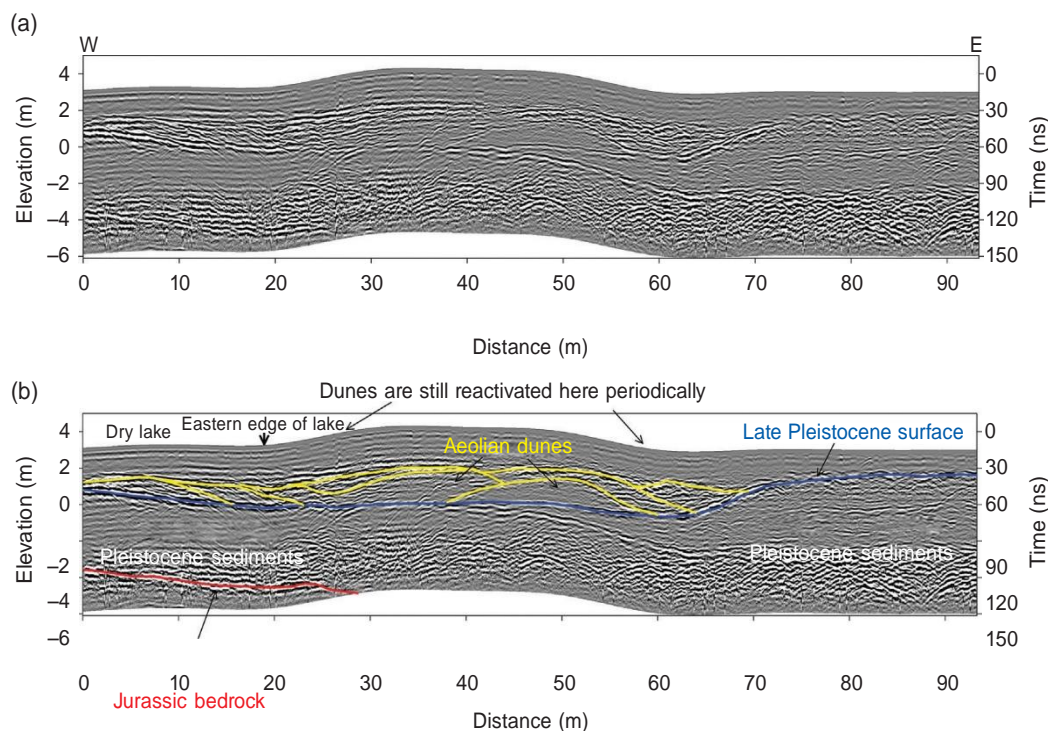 (a)
W
E
4
2
0
–2
–4
–6
Elevation (m)
0
30
60
90
120
150
Time (ns)
0 10 20 30 40 50 60 70 80 90
Distance (m)
(b)
Dunes are still reactivated here periodically
Dry lake
Eastern edge of lake
Aeolian dunes
Late Pleistocene surface
4
2
0
–2
–4
–6
Elevation (m)
0
30
60
90
120
150
Time (ns)
Pleistocene sediments
Pleistocene sediments
0 10 20 30 40 50 60 70 80 90
Jurassic bedrock
Distance (m)